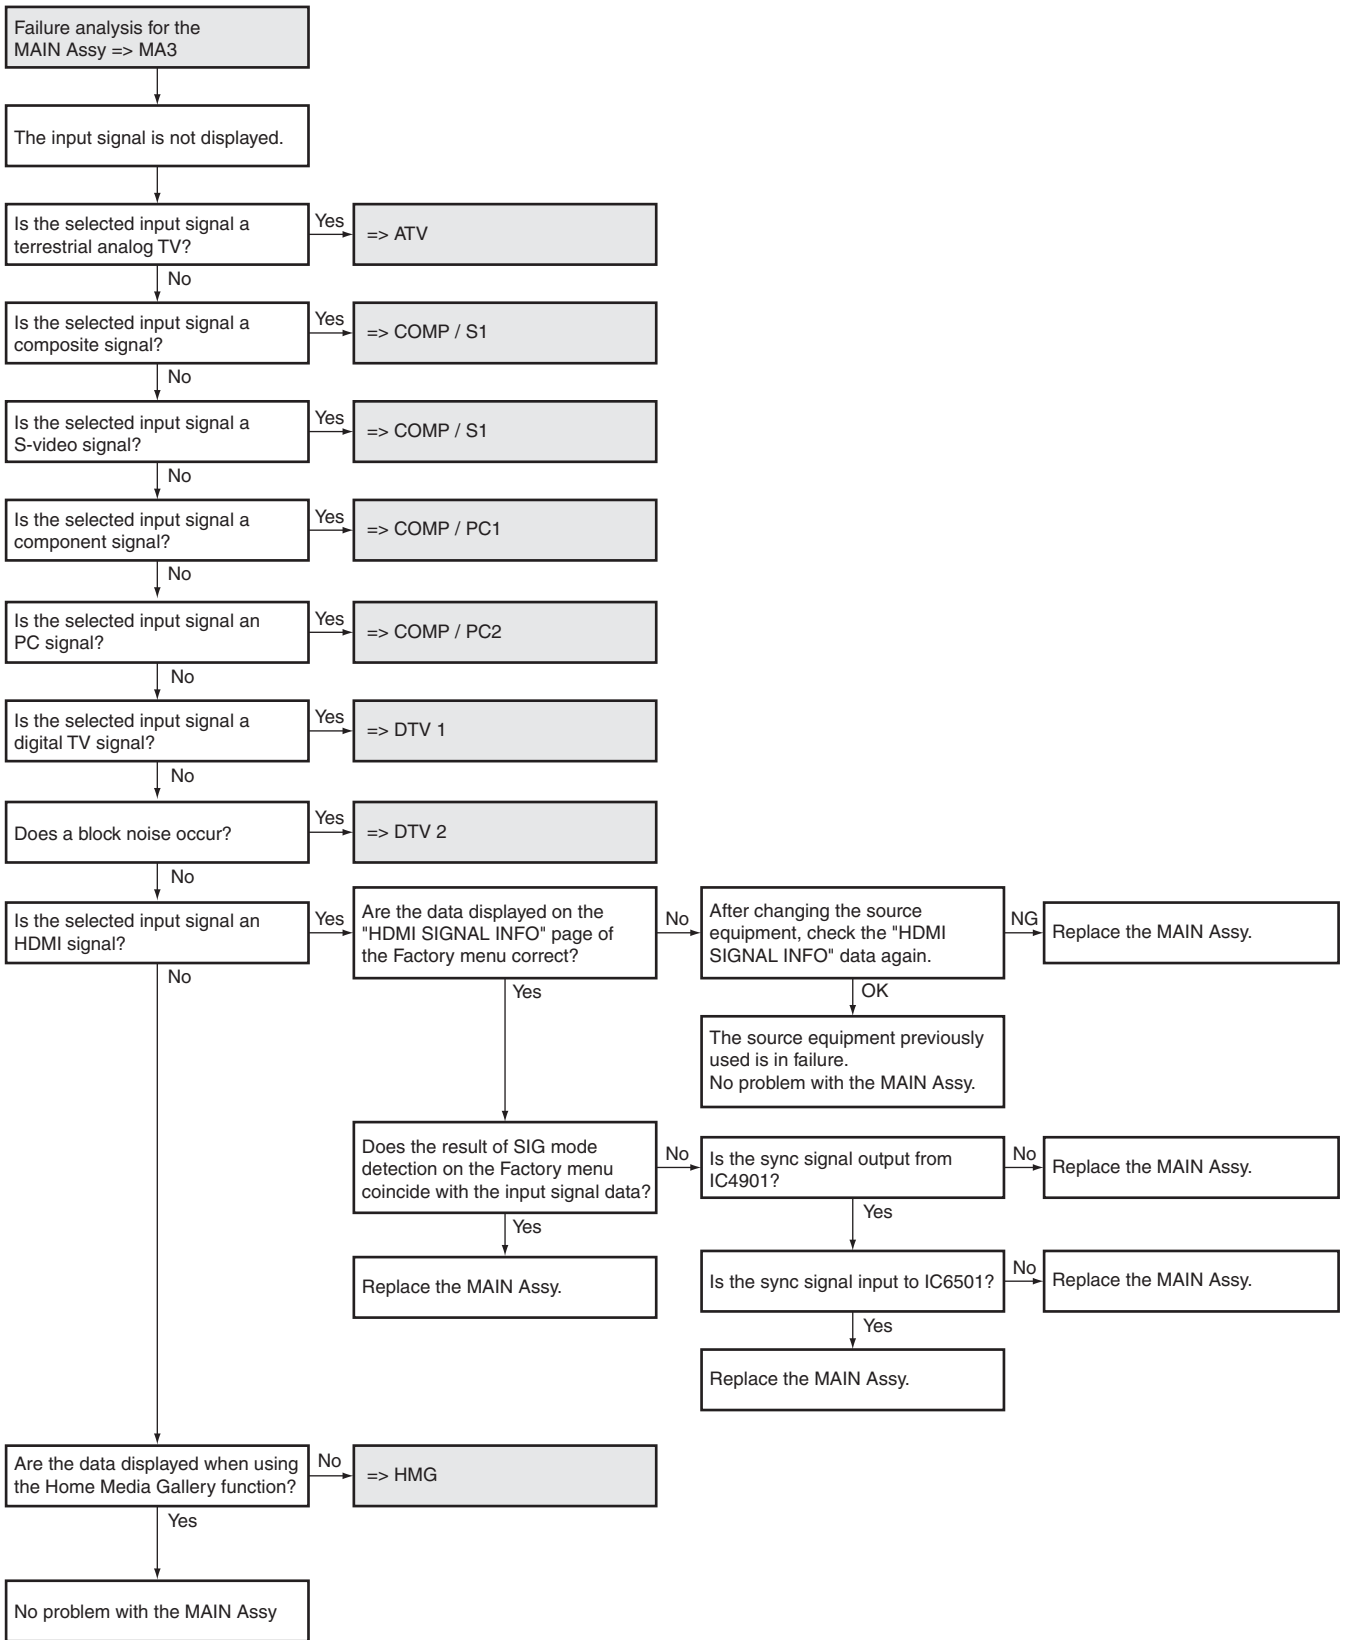 Failure analysis for the
MAIN Assy => MA3
The input signal is not displayed.
Is the selected input signal a
terrestrial analog TV?
Yes
=> ATV
No
Is the selected input signal a
composite signal?
Yes
=> COMP / S1
No
Is the selected input signal a
S-video signal?
Yes
=> COMP / S1
No
Is the selected input signal a
component signal?
Yes
=> COMP / PC1
No
Is the selected input signal an
PC signal?
Yes
=> COMP / PC2
No
Is the selected input signal a
digital TV signal?
Yes
=> DTV 1
No
Does a block noise occur?
Yes
=> DTV 2
No
Is the selected input signal an
HDMI signal?
Yes
Are the data displayed on the
"HDMI SIGNAL INFO" page of
the Factory menu correct?
No
After changing the source
equipment, check the "HDMI
SIGNAL INFO" data again.
NG
Replace the MAIN Assy.
No
Yes
OK
The source equipment previously
used is in failure.
No problem with the MAIN Assy.
Does the result of SIG mode
detection on the Factory menu
coincide with the input signal data?
No
Is the sync signal output from
IC4901?
No
Replace the MAIN Assy.
Yes
Yes
Replace the MAIN Assy.
Is the sync signal input to IC6501?
No
Replace the MAIN Assy.
Yes
Replace the MAIN Assy.
Are the data displayed when using
the Home Media Gallery function?
No
=> HMG
Yes
No problem with the MAIN Assy